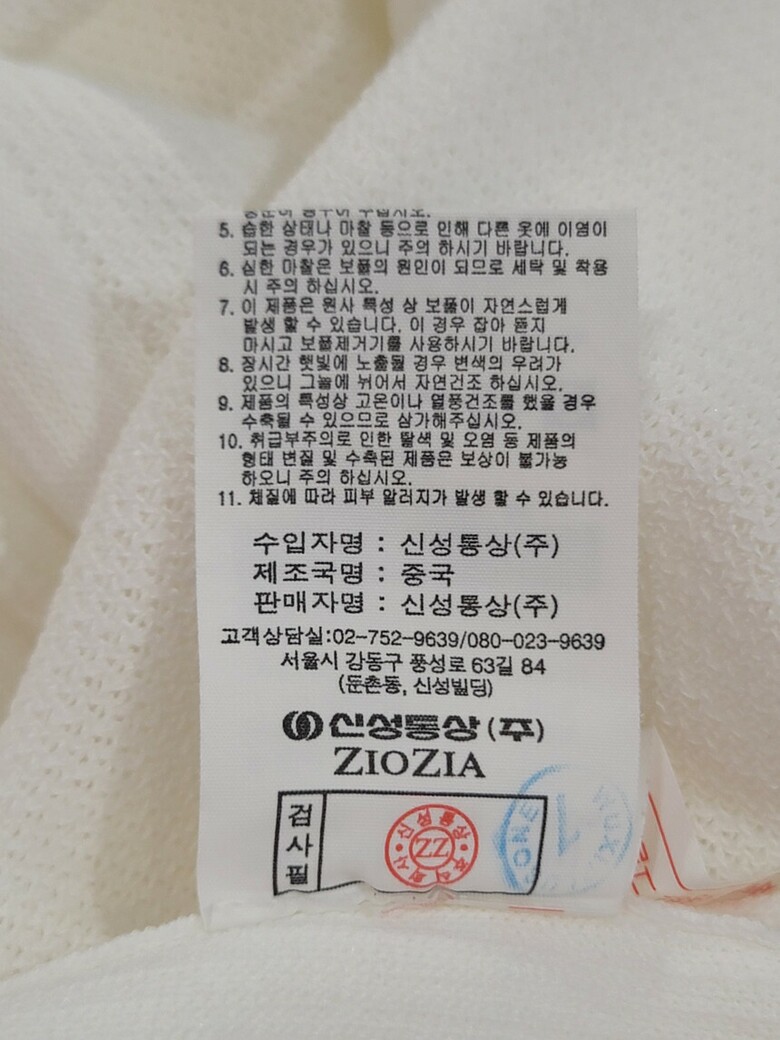 5. 습한 상태나 마찰 등으로 인해 다른 옷에 이염이
되는 경우가 있으니 주의 하시기 바랍니다.
6. 심한 마찰은 보풀의 원인이 되므로 세탁 및 착용
시 주의 하십시오.
7. 이 제품은 원사 특성 상 보풀이 자연스럽게
발생 할 수 있습니다. 이 경우 잡아 뜯지
마시고 보풀제거기를 사용하시기 바랍니다.
8. 장시간 햇빛에 노출될 경우 변색의 우려가
있으니 그늘에 뉘어서 자연건조 하십시오.
9. 제품의 특성상 고온이나 열풍건조를 했을 경우
수축될 수 있으므로 삼가해주십시오.
10. 취급부주의로 인한 탈색 및 오염 등 제품의
형태 변질 및 수축된 제품은 보상이 불가능
하오니 주의 하십시오.
11. 체질에 따라 피부 알러지가 발생 할 수 있습니다.
수입자명 : 신성통상(주)
제조국명 : 중국
판매자명 : 신성통상(주)
고객상담실:02-752-9639/080-023-9639
서울시 강동구 풍성로 63길 84
(둔촌동, 신성빌딩)
신성통상(주)
ZIOZIA
검사필
신성통상
ZZ
주식회사
1